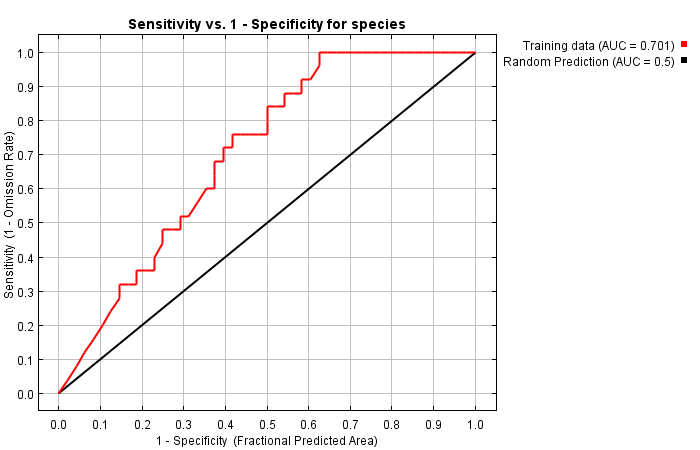 Sensitivity vs. 1 - Specificity for species
Training data (AUC = 0.701)
Random Prediction (AUC = 0.5)
Sensitivity (1 - Omission Rate)
1.0
0.9
0.8
0.7
0.6
0.5
0.4
0.3
0.2
0.1
0.0
0.0 0.1 0.2 0.3 0.4 0.5 0.6 0.7 0.8 0.9 1.0
1 - Specificity (Fractional Predicted Area)